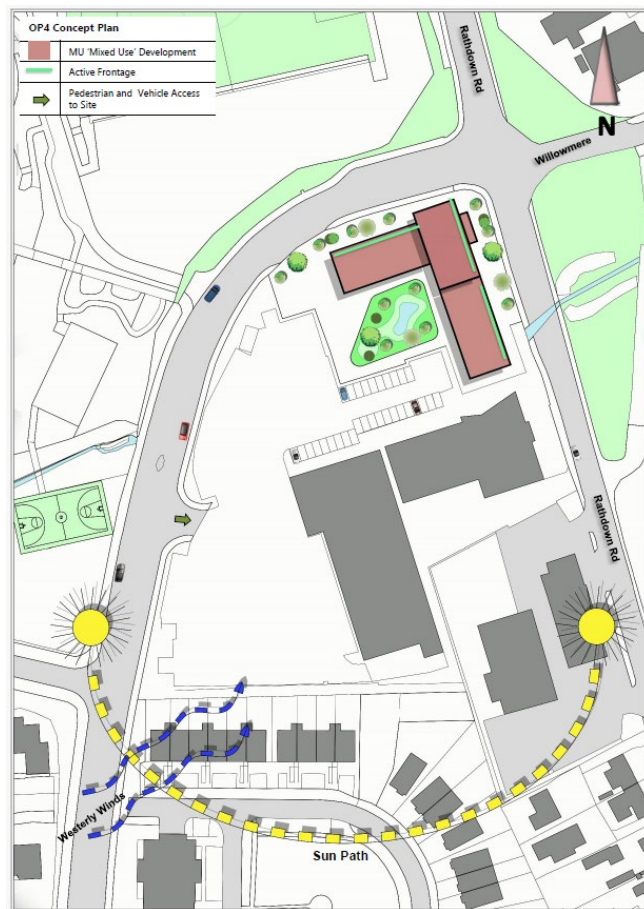 OP4 Concept Plan
MU 'Mixed Use' Development
Active Frontage
Pedestrian and Vehicle Access
to Site
Rathdown Rd
N
Willowmere
Rathdown Rd
Westerly Winds
Sun Path